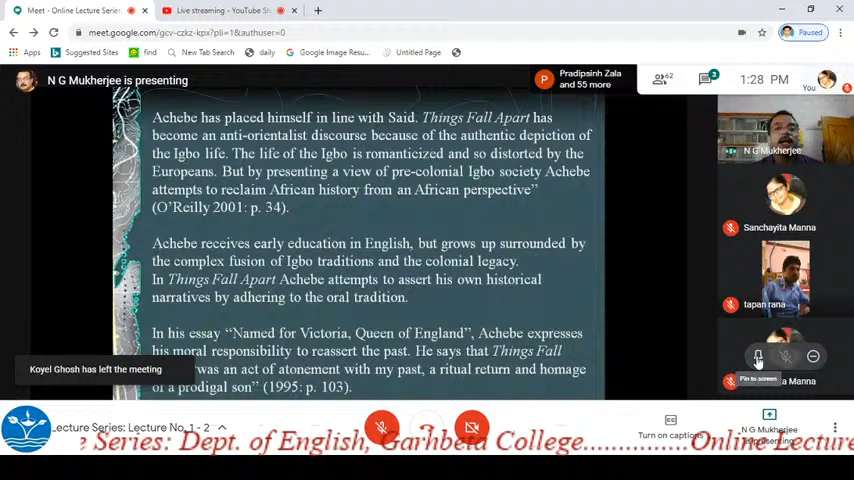 Meet - Online Lecture Series
Live streaming - YouTube St
meet.google.com/gcv-czkz-kpx?pli=1&authuser=0
Paused
Apps
Suggested Sites
find
New Tab Search
daily
Google Image Resu...
Untitled Page
N G Mukherjee is presenting
P
Pradipsinh Zala
and 55 more
62
3
1:28 PM
You
Achebe has placed himself in line with Said. Things Fall Apart has
become an anti-orientalist discourse because of the authentic depiction of
the Igbo life. The life of the Igbo is romanticized and so distorted by the
Europeans. But by presenting a view of pre-colonial Igbo society Achebe
attempts to reclaim African history from an African perspective”
(O’Reilly 2001: p. 34).
Achebe receives early education in English, but grows up surrounded by
the complex fusion of Igbo traditions and the colonial legacy.
In Things Fall Apart Achebe attempts to assert his own historical
narratives by adhering to the oral tradition.
In his essay “Named for Victoria, Queen of England”, Achebe expresses
his moral responsibility to reassert the past. He says that Things Fall
was an act of atonement with my past, a ritual return and homage
of a prodigal son” (1995: p. 103).
N G Mukherjee
Sanchayita Manna
tapan rana
Pin to screen
Manna
Koyel Ghosh has left the meeting
Lecture Series: Lecture No. 1 - 2
Turn on captions
N G Mukherjee
is presenting
e Series: Dept. of English, Garhbeta College.............Online Lecture